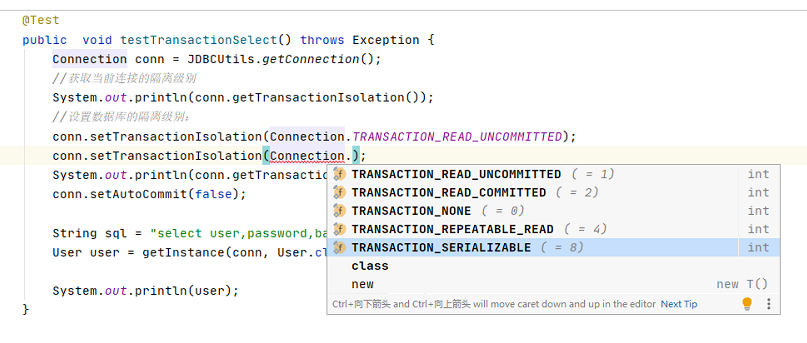 @Test
public  void testTransactionSelect() throws Exception {
Connection conn = JDBCUtils.getConnection();
//获取当前连接的隔离级别
System.out.println(conn.getTransactionIsolation());
//设置数据库的隔离级别：
conn.setTransactionIsolation(Connection.TRANSACTION_READ_UNCOMMITTED);
conn.setTransactionIsolation(Connection.);
System.out.println(conn.getTransac
TRANSACTION_READ_UNCOMMITTED ( = 1) int
conn.setAutoCommit(false);
TRANSACTION_READ_COMMITTED ( = 2) int
TRANSACTION_NONE ( = 0) int
String sql = "select user,password,ba
TRANSACTION_REPEATABLE_READ ( = 4) int
User user = getInstance(conn, User.cl
TRANSACTION_SERIALIZABLE ( = 8) int
class
System.out.println(user);
new new T()
}
Ctrl+向下箭头 and Ctrl+向上箭头 will move caret down and up in the editor Next Tip